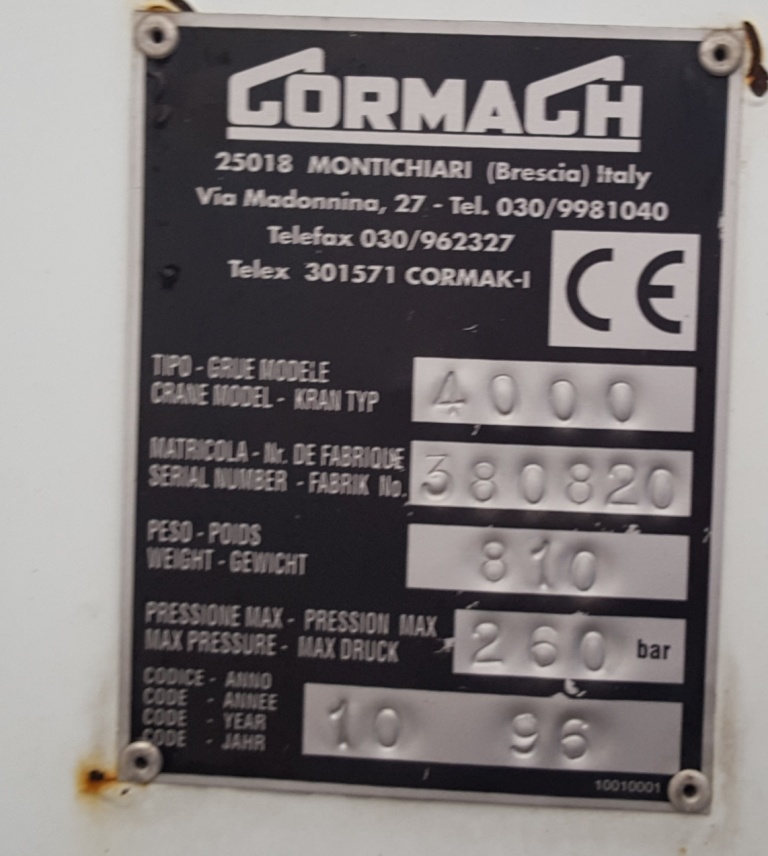 CORMACH
25018 MONTICHIARI (Brescia) Italy
Via Madonnina, 27 - Tel. 030/9981040
Telefax 030/962327
Telex 301571 CORMAK-I
CE
TIPO - GRUE MODELE
CRANE MODEL - KRAN TYP
4000
MATRICOLA - Nr. DE FABRIQUE
SERIAL NUMBER - FABRIK No.
380820
PESO - POIDS
WEIGHT - GEWICHT
810
PRESSIONE MAX - PRESSION MAX
MAX PRESSURE - MAX DRUCK
260 bar
CODICE - ANNO
CODE - ANNEE
CODE - YEAR
CODE - JAHR
10 96
10010001